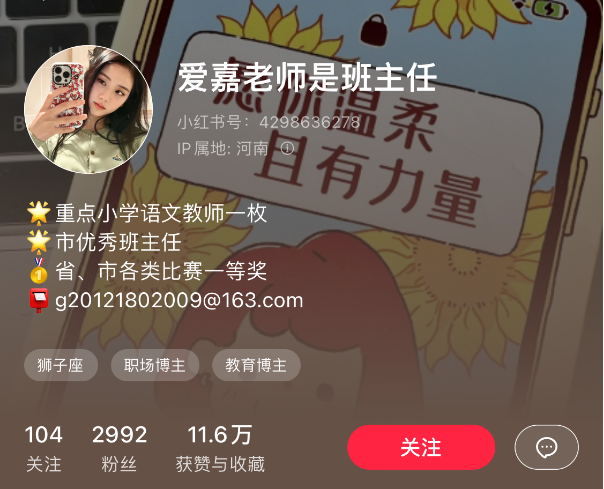 愿你温柔
且有力量
爱嘉老师是班主任
小红书号：4298636278
IP属地: 河南
🌟重点小学语文教师一枚
🌟市优秀班主任
🥇省、市各类比赛一等奖
📮g20121802009@163.com
狮子座 职场博主 教育博主
104 2992 11.6万
关注 粉丝 获赞与收藏
关注